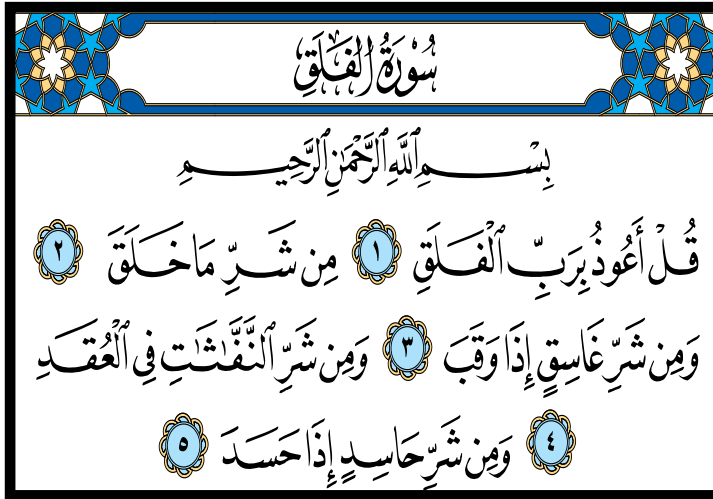 سُورَةُ الفَلَقِ
بِسْمِ ٱللَّهِ ٱلرَّحْمَٰنِ ٱلرَّحِيمِ
قُلْ أَعُوذُ بِرَبِّ ٱلْفَلَقِ ١ مِن شَرِّ مَا خَلَقَ ٢
وَمِن شَرِّ غَاسِقٍ إِذَا وَقَبَ ٣ وَمِن شَرِّ ٱلنَّفَّٰثَٰتِ فِى ٱلْعُقَدِ
٤ وَمِن شَرِّ حَاسِدٍ إِذَا حَسَدَ ٥